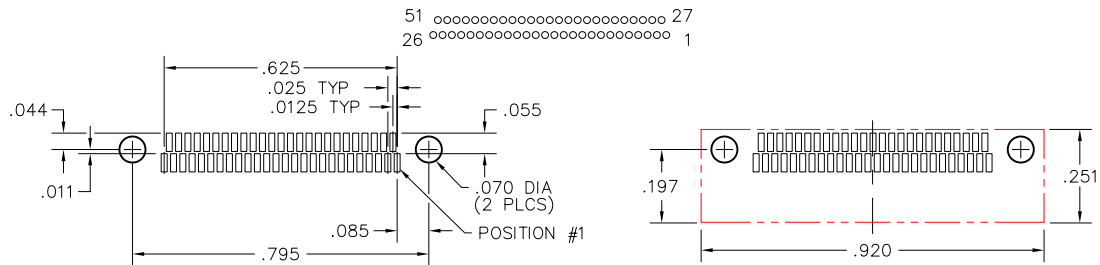 51 27
26 1
.625
.025 TYP
.0125 TYP
.044 .055
.011
.070 DIA
(2 PLCS)
.085 POSITION #1
.795
.197 .251
.920